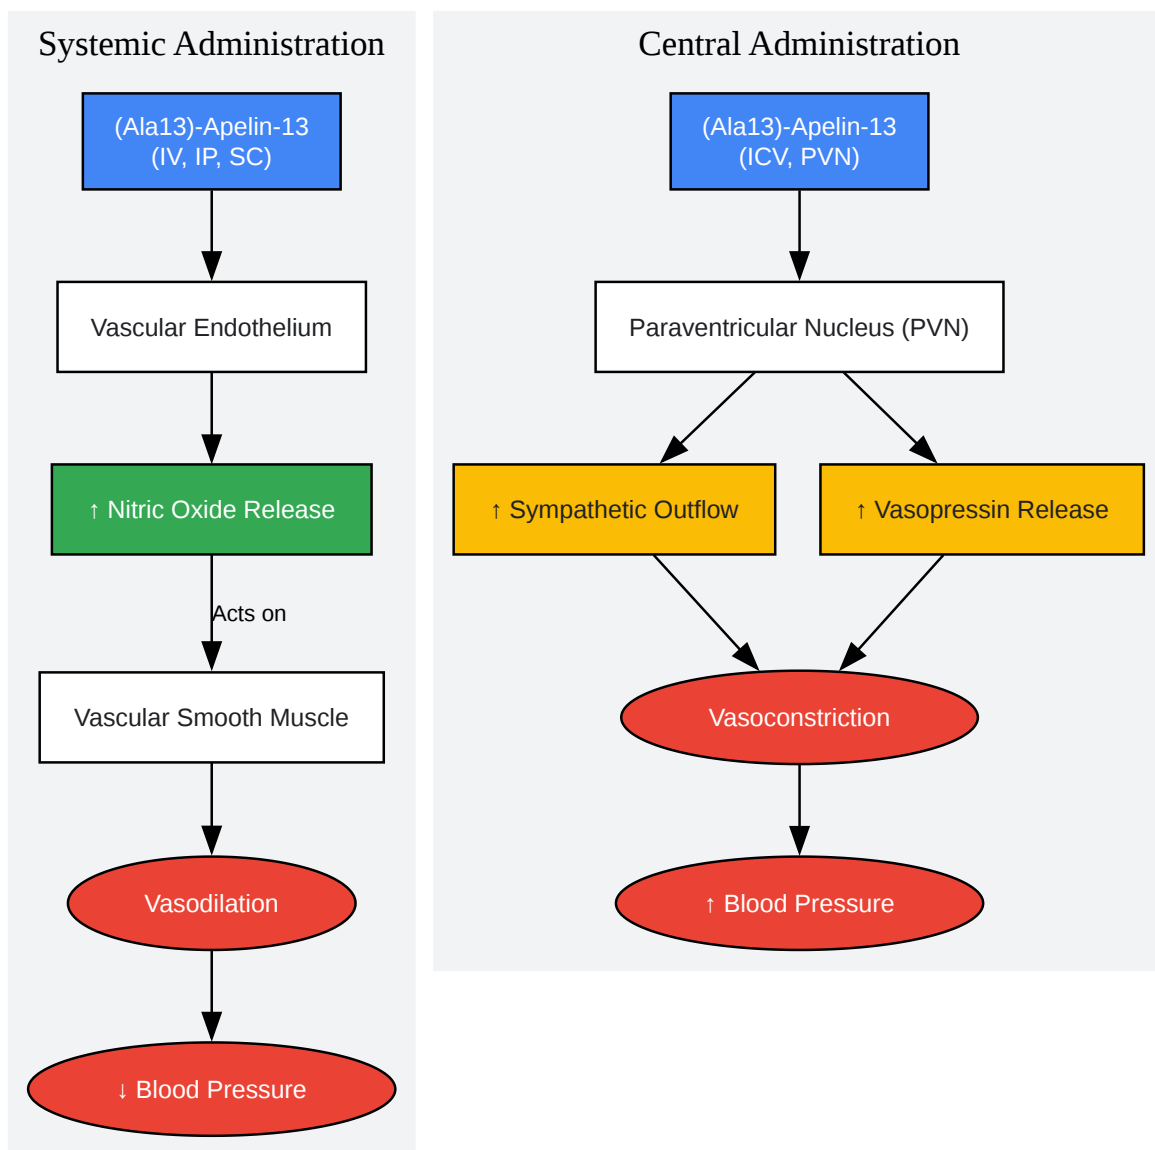 Systemic Administration
(Ala13)-Apelin-13
(IV, IP, SC)
Vascular Endothelium
↑ Nitric Oxide Release
Acts on
Vascular Smooth Muscle
Vasodilation
↓ Blood Pressure
Central Administration
(Ala13)-Apelin-13
(ICV, PVN)
Paraventricular Nucleus (PVN)
↑ Sympathetic Outflow
↑ Vasopressin Release
Vasoconstriction
↑ Blood Pressure